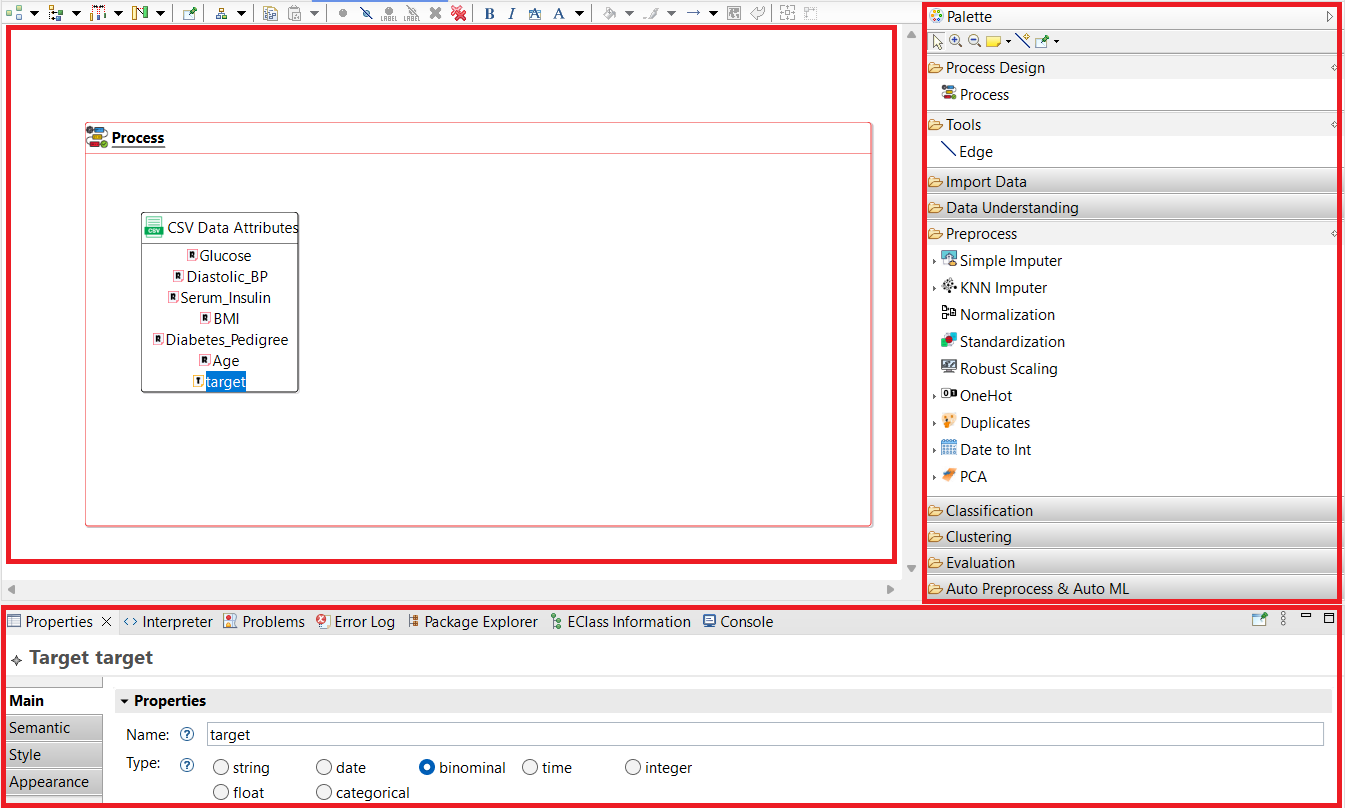 LABEL LABEL B I A A
Palette
Process Design
Process
Tools
Edge
Import Data
Data Understanding
Preprocess
Simple Imputer
KNN Imputer
Normalization
Standardization
Robust Scaling
OneHot
Duplicates
Date to Int
PCA
Classification
Clustering
Evaluation
Auto Preprocess & Auto ML
Process
CSV CSV Data Attributes
R Glucose
R Diastolic_BP
R Serum_Insulin
R BMI
R Diabetes_Pedigree
R Age
T target
Properties Interpreter Problems Error Log Package Explorer EClass Information Console
Target target
Main
Semantic
Style
Appearance
Properties
Name: ? target
Type: ? string date binominal time integer
float categorical